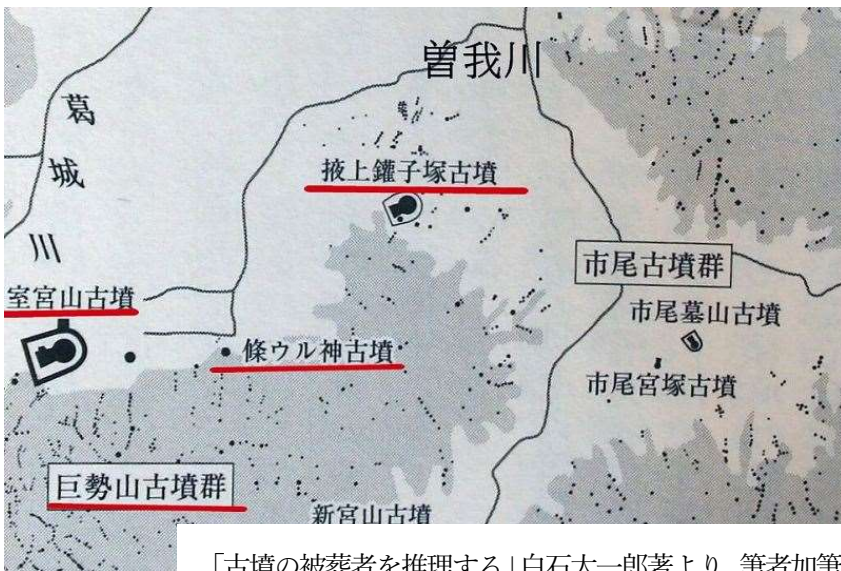 曽我川
葛城川
掖上鑵子塚古墳
市尾古墳群
室宮山古墳
市尾墓山古墳
條ウル神古墳
市尾宮塚古墳
巨勢山古墳群
新宮山古墳
「古墳の被葬者を推理する」白石太一郎著より 筆者加筆